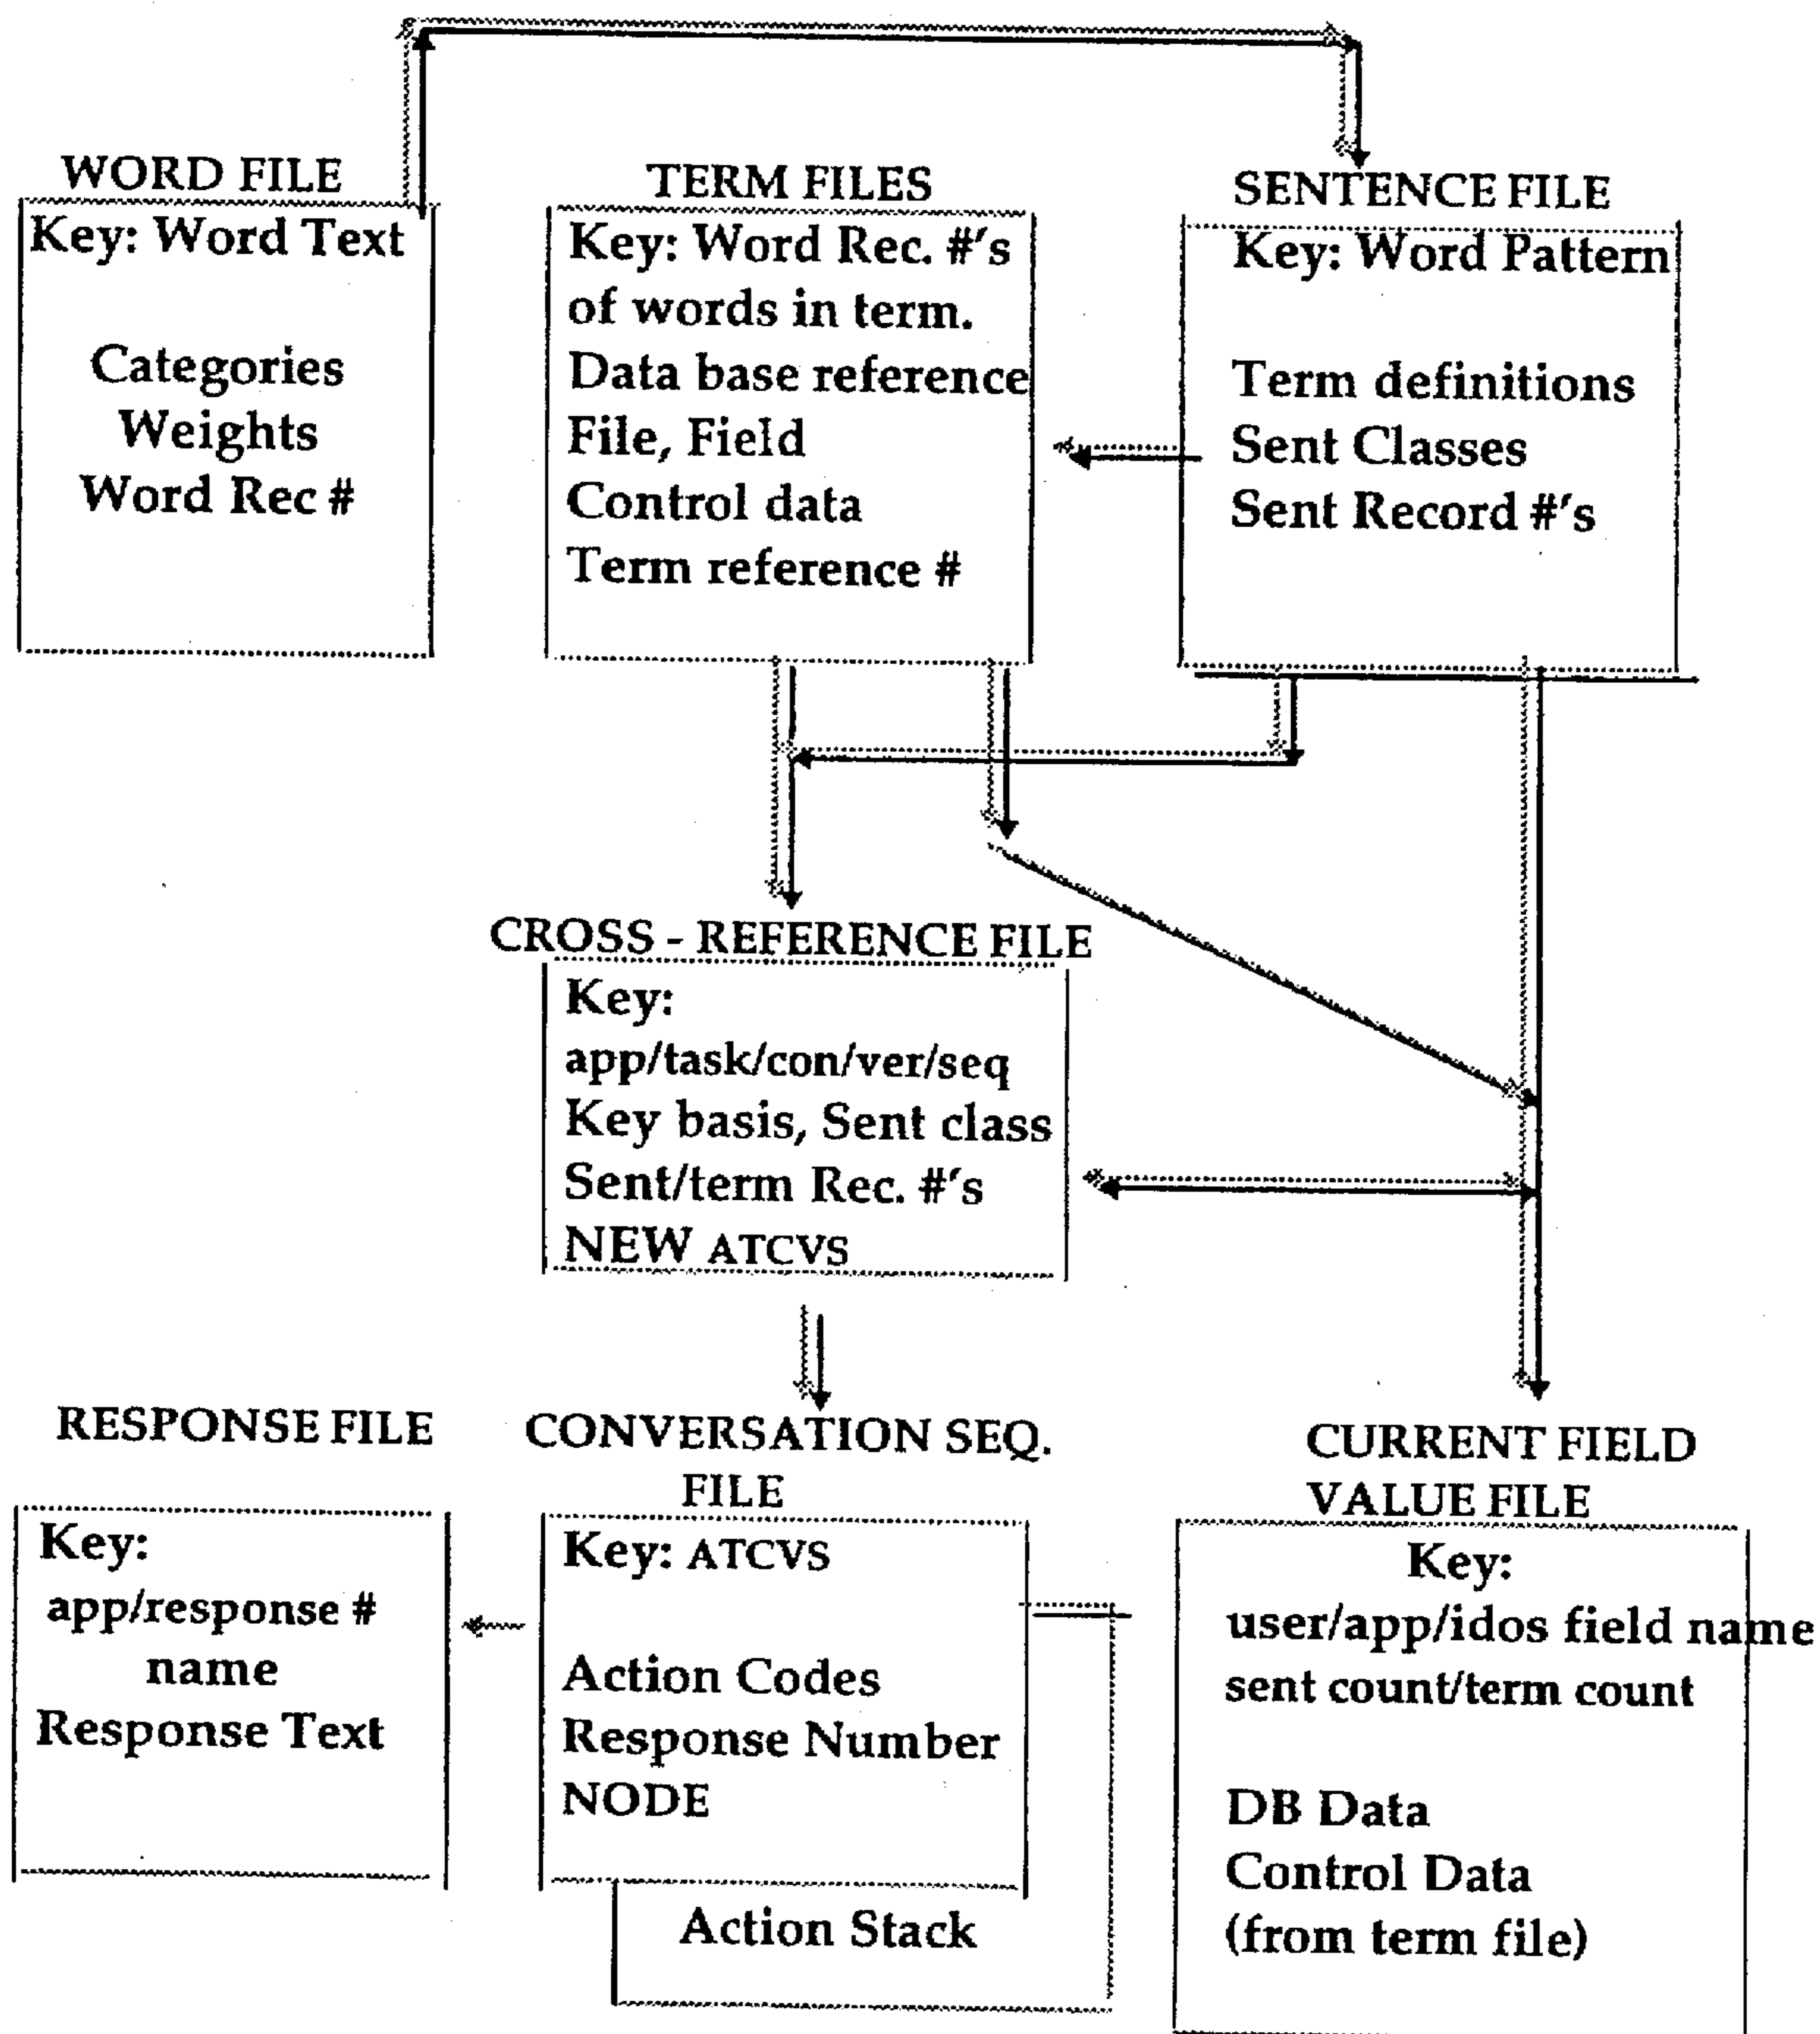 WORD FILE
Key: Word Text
Categories
Weights
Word Rec #
TERM FILES
Key: Word Rec. #'s
of words in term.
Data base reference
File, Field
Control data
Term reference #
SENTENCE FILE
Key: Word Pattern
Term definitions
Sent Classes
Sent Record #'s
CROSS - REFERENCE FILE
Key:
app/task/con/ver/seq
Key basis, Sent class
Sent/term Rec. #'s
NEW ATCVS
RESPONSE FILE
Key:
app/response #
name
Response Text
CONVERSATION SEQ.
FILE
Key: ATCVS
Action Codes
Response Number
NODE
Action Stack
CURRENT FIELD
VALUE FILE
Key:
user/app/idos field name
sent count/term count
DB Data
Control Data
(from term file)